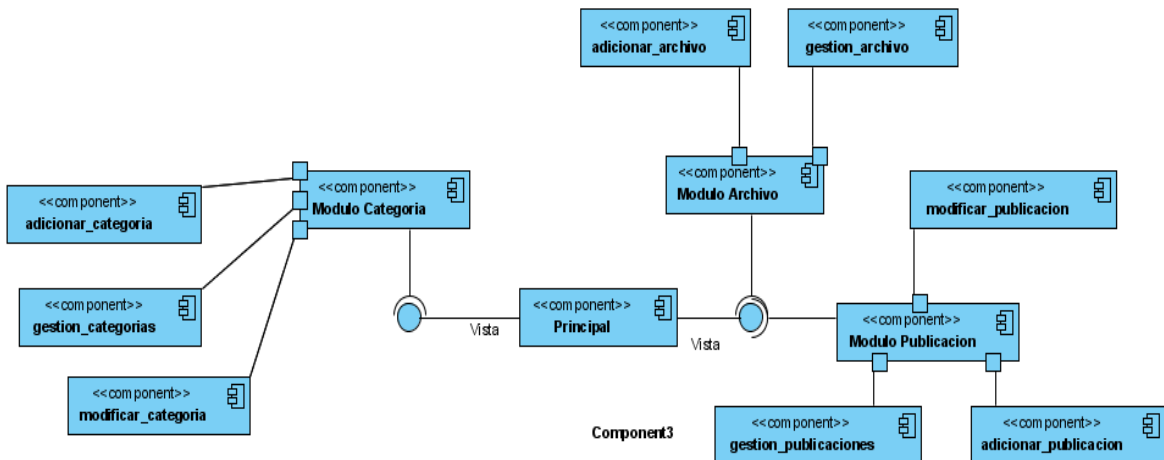 <<component>>
adicionar_archivo
<<component>>
gestion_archivo
<<component>>
Modulo Categoria
<<component>>
Modulo Archivo
<<component>>
modificar_publicacion
<<component>>
adicionar_categoria
<<component>>
gestion_categorias
Vista
<<component>>
Principal
Vista
<<component>>
Modulo Publicacion
<<component>>
modificar_categoria
Component3
<<component>>
gestion_publicaciones
<<component>>
adicionar_publicacion